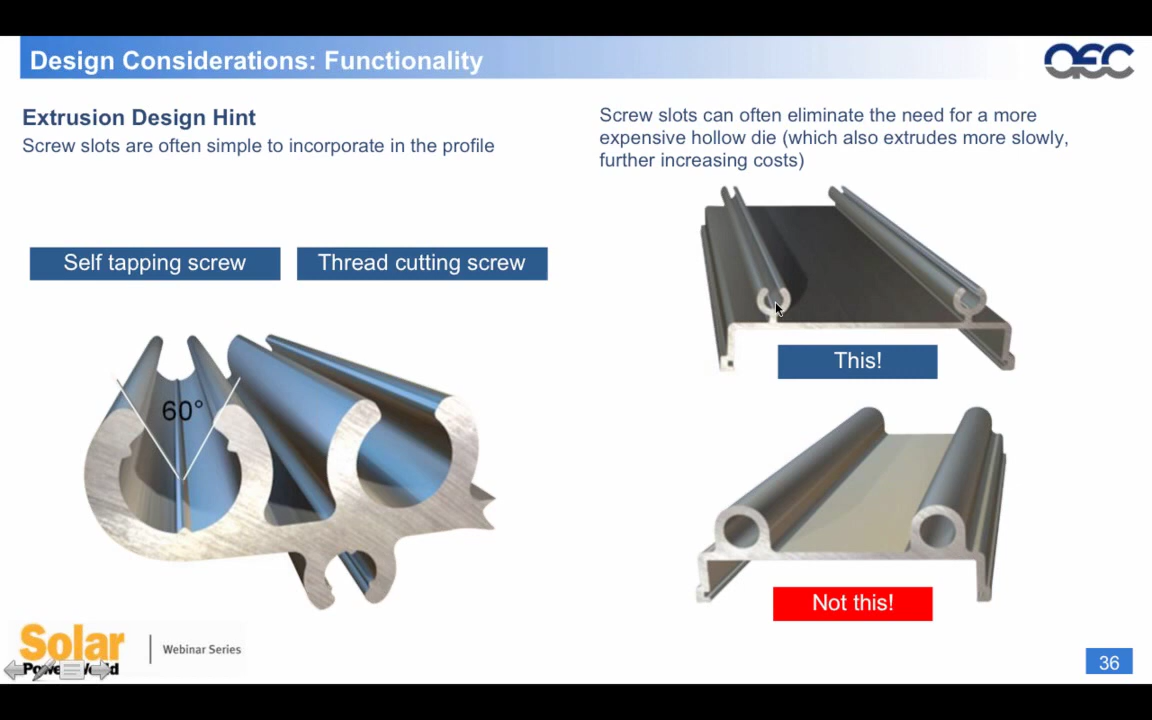 Design Considerations: Functionality
AEC
Extrusion Design Hint
Screw slots are often simple to incorporate in the profile
Screw slots can often eliminate the need for a more
expensive hollow die (which also extrudes more slowly,
further increasing costs)
Self tapping screw
Thread cutting screw
60°
This!
Not this!
Solar
Power World
Webinar Series
36